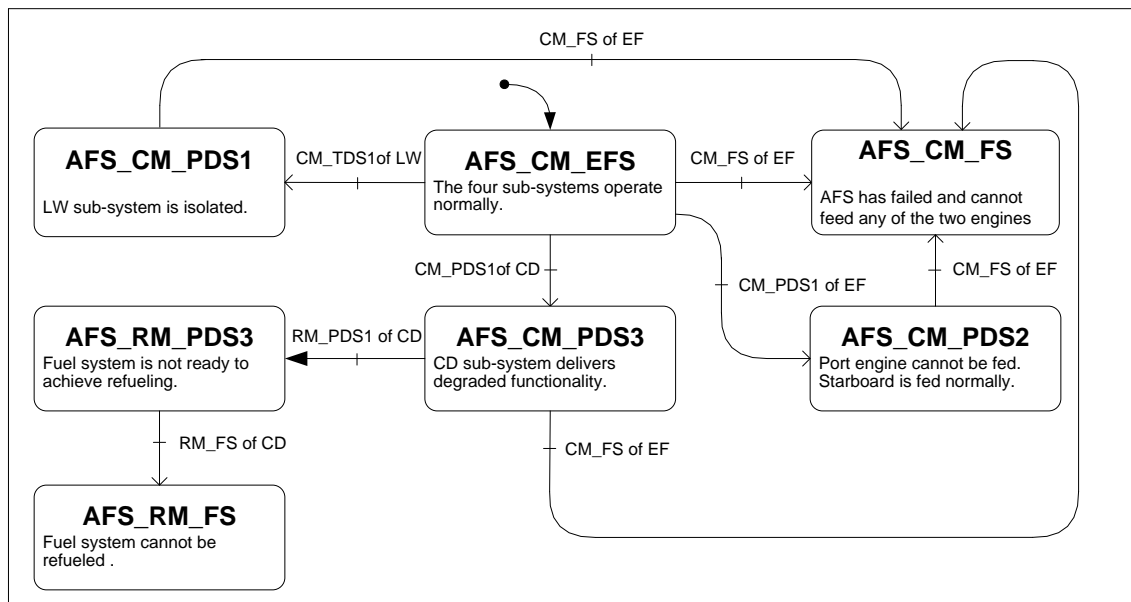 CM_FS of EF
AFS_CM_PDS1
LW sub-system is isolated.
CM_TDS1of LW
AFS_CM_EFS
The four sub-systems operate
normally.
CM_FS of EF
AFS_CM_FS
AFS has failed and cannot
feed any of the two engines
CM_PDS1of CD
CM_PDS1 of EF
CM_FS of EF
AFS_RM_PDS3
Fuel system is not ready to
achieve refueling.
RM_PDS1 of CD
AFS_CM_PDS3
CD sub-system delivers
degraded functionality.
AFS_CM_PDS2
Port engine cannot be fed.
Starboard is fed normally.
RM_FS of CD
CM_FS of EF
AFS_RM_FS
Fuel system cannot be
refueled .